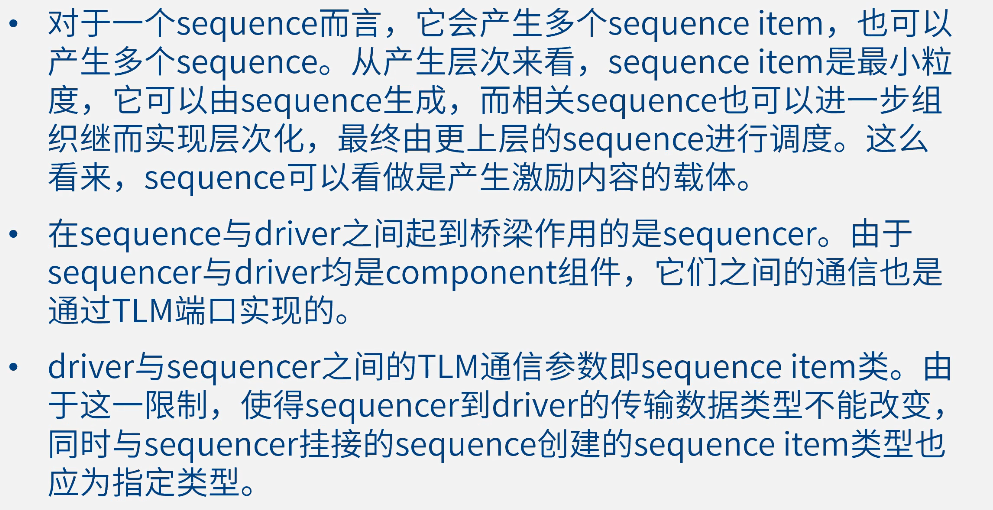 • 对于一个sequence而言，它会产生多个sequence item，也可以
产生多个sequence。从产生层次来看，sequence item是最小粒
度，它可以由sequence生成，而相关sequence也可以进一步组
织继而实现层次化，最终由更上层的sequence进行调度。这么
看来，sequence可以看做是产生激励内容的载体。
• 在sequence与driver之间起到桥梁作用的是sequencer。由于
sequencer与driver均是component组件，它们之间的通信也是
通过TLM端口实现的。
• driver与sequencer之间的TLM通信参数即sequence item类。由
于这一限制，使得sequencer到driver的传输数据类型不能改变，
同时与sequencer挂接的sequence创建的sequence item类型也
应为指定类型。